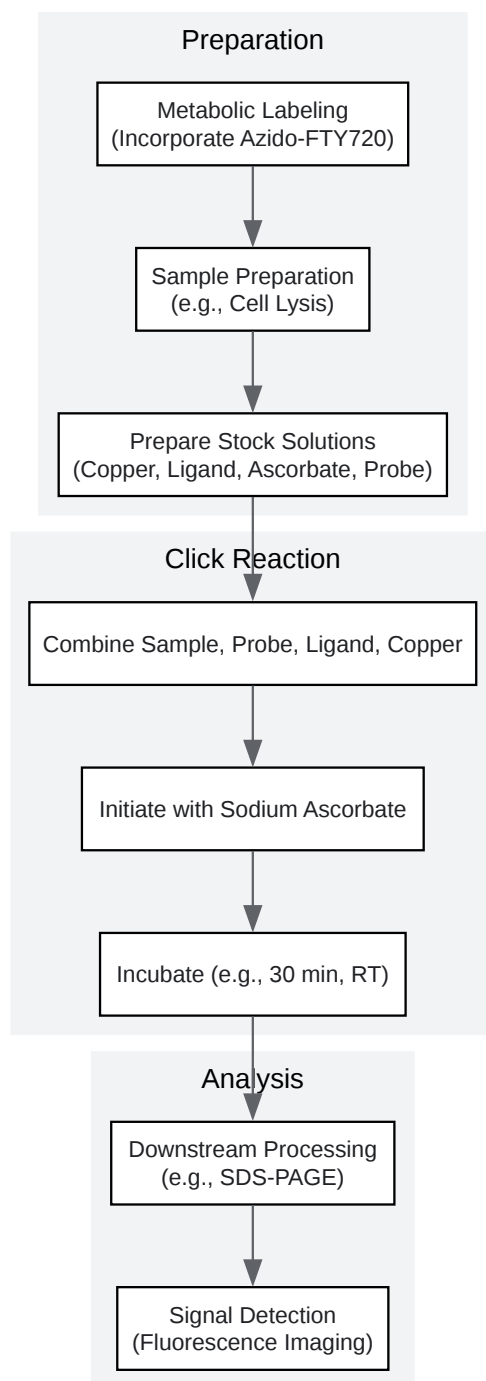 Preparation
Metabolic Labeling
(Incorporate Azido-FTY720)
Sample Preparation
(e.g., Cell Lysis)
Prepare Stock Solutions
(Copper, Ligand, Ascorbate, Probe)
Click Reaction
Combine Sample, Probe, Ligand, Copper
Initiate with Sodium Ascorbate
Incubate (e.g., 30 min, RT)
Analysis
Downstream Processing
(e.g., SDS-PAGE)
Signal Detection
(Fluorescence Imaging)